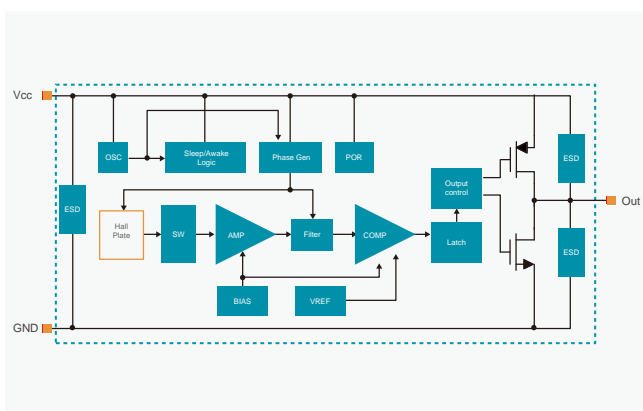 Vcc
OSC
Sleep/Awake
Logic
Phase Gen
POR
ESD
Output
control
ESD
Out
Hall
Plate
SW
AMP
Filter
COMP
Latch
ESD
BIAS
VREF
GND